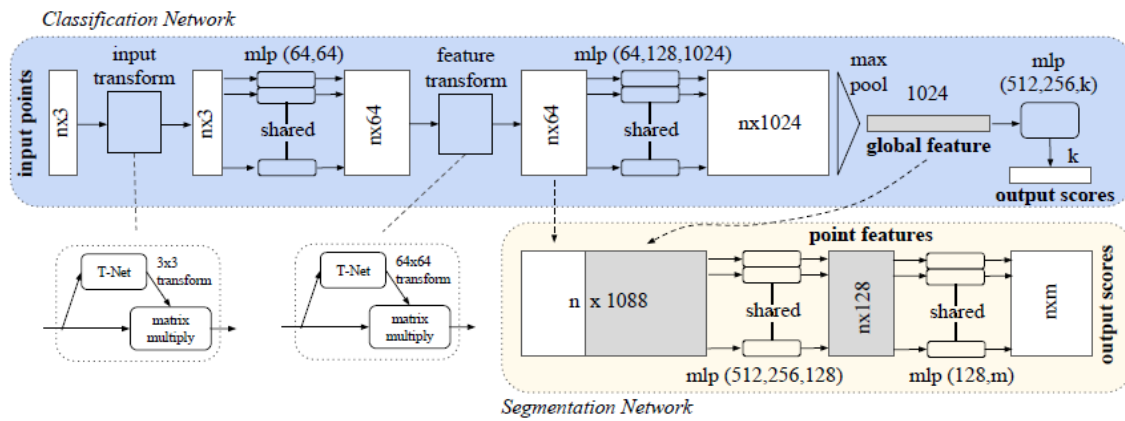 Classification Network
input points
nx3
input
transform
nx3
mlp (64,64)
shared
nx64
feature
transform
nx64
mlp (64,128,1024)
shared
nx1024
max
pool
1024
global feature
mlp
(512,256,k)
k
output scores
T-Net
3x3
transform
matrix
multiply
T-Net
64x64
transform
matrix
multiply
point features
n x 1088
shared
mlp (512,256,128)
nx128
shared
mlp (128,m)
nxm
output scores
Segmentation Network